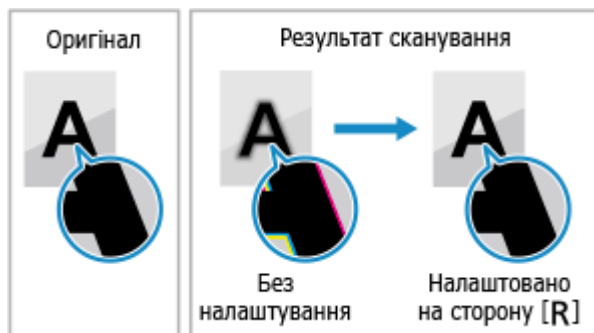 Оригінал
Результат сканування
A
A
A
Без
налаштування
Налаштовано
на сторону [R]